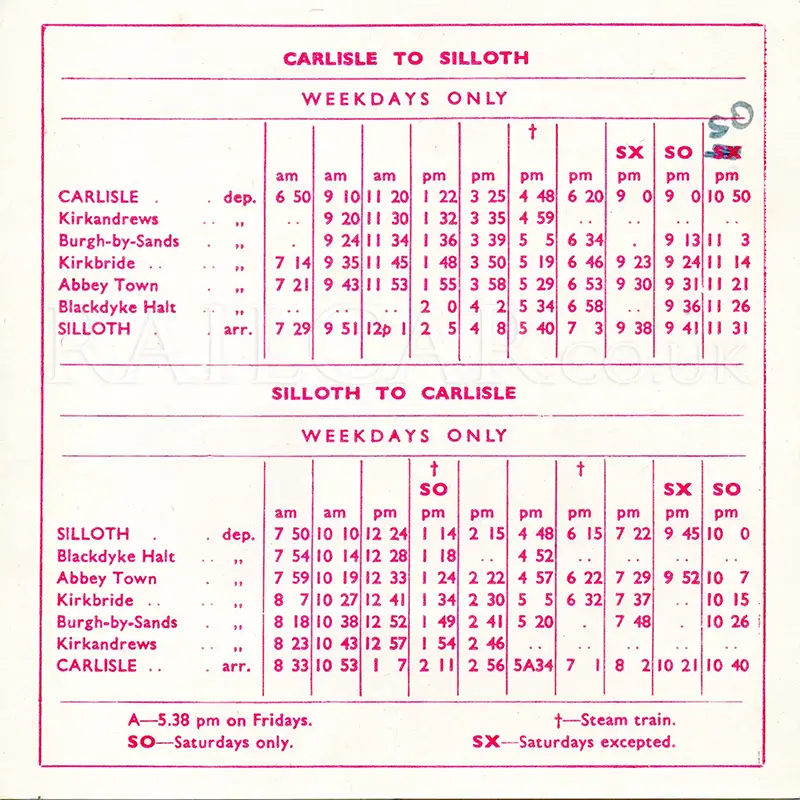 CARLISLE TO SILLOTH
WEEKDAYS ONLY
†
SO
SX SO SX
am am am pm pm pm pm pm pm pm
CARLISLE . . dep. 6 50 9 10 11 20 1 22 3 25 4 48 6 20 9 0 9 0 10 50
Kirkandrews .. „ .. 9 20 11 30 1 32 3 35 4 59 .. .. .. ..
Burgh-by-Sands . „ . 9 24 11 34 1 36 3 39 5 5 6 34 . 9 13 11 3
Kirkbride .. . „ 7 14 9 35 11 45 1 48 3 50 5 19 6 46 9 23 9 24 11 14
Abbey Town . „ 7 21 9 43 11 53 1 55 3 58 5 29 6 53 9 30 9 31 11 21
Blackdyke Halt . „ .. .. .. 2 0 4 2 5 34 6 58 .. 9 36 11 26
SILLOTH . arr. 7 29 9 51 12p 1 2 5 4 8 5 40 7 3 9 38 9 41 11 31
RAILCAR.co.uk
SILLOTH TO CARLISLE
WEEKDAYS ONLY
† †
SO SX SO
am am pm pm pm pm pm pm pm pm
SILLOTH . . dep. 7 50 10 10 12 24 1 14 2 15 4 48 6 15 7 22 9 45 10 0
Blackdyke Halt .. „ 7 54 10 14 12 28 1 18 .. 4 52 .. .. .. ..
Abbey Town . „ 7 59 10 19 12 33 1 24 2 22 4 57 6 22 7 29 9 52 10 7
Kirkbride .. . „ 8 7 10 27 12 41 1 34 2 30 5 5 6 32 7 37 .. 10 15
Burgh-by-Sands . „ 8 18 10 38 12 52 1 49 2 41 5 20 . 7 48 . 10 26
Kirkandrews .. „ 8 23 10 43 12 57 1 54 2 46 .. .. .. .. ..
CARLISLE .. . arr. 8 33 10 53 1 7 2 11 2 56 5A34 7 1 8 2 10 21 10 40
A—5.38 pm on Fridays. †—Steam train.
SO—Saturdays only. SX—Saturdays excepted.